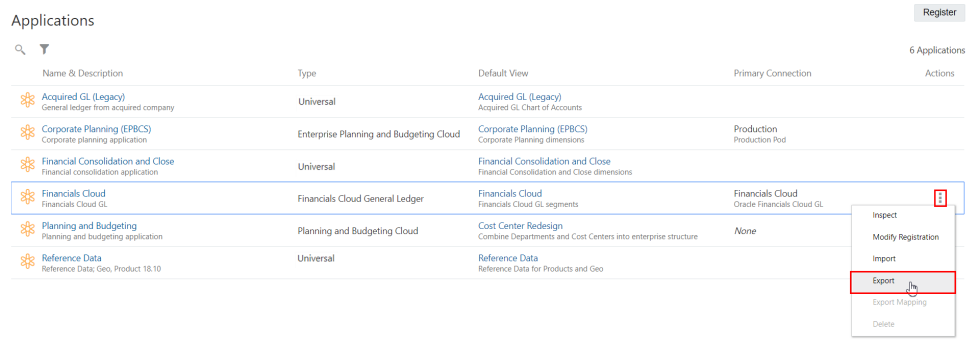 Register
Applications
6 Applications
Name & Description Type Default View Primary Connection Actions
Acquired GL (Legacy) Universal Acquired GL (Legacy)
General ledger from acquired company Acquired GL Chart of Accounts
Corporate Planning (EPBCS) Enterprise Planning and Budgeting Cloud Corporate Planning (EPBCS) Production
Corporate planning application Corporate Planning dimensions Production Pod
Financial Consolidation and Close Universal Financial Consolidation and Close
Financial consolidation application Financial Consolidation and Close dimensions
Financials Cloud Financials Cloud General Ledger Financials Cloud Financials Cloud
Financials Cloud GL Financials Cloud GL segments Oracle Financials Cloud GL
Planning and Budgeting Planning and Budgeting Cloud Cost Center Redesign None
Planning and budgeting application Combine Departments and Cost Centers into enterprise structure
Reference Data Universal Reference Data
Reference Data; Geo, Product 18.10 Reference Data for Products and Geo
Inspect
Modify Registration
Import
Export
Export Mapping
Delete